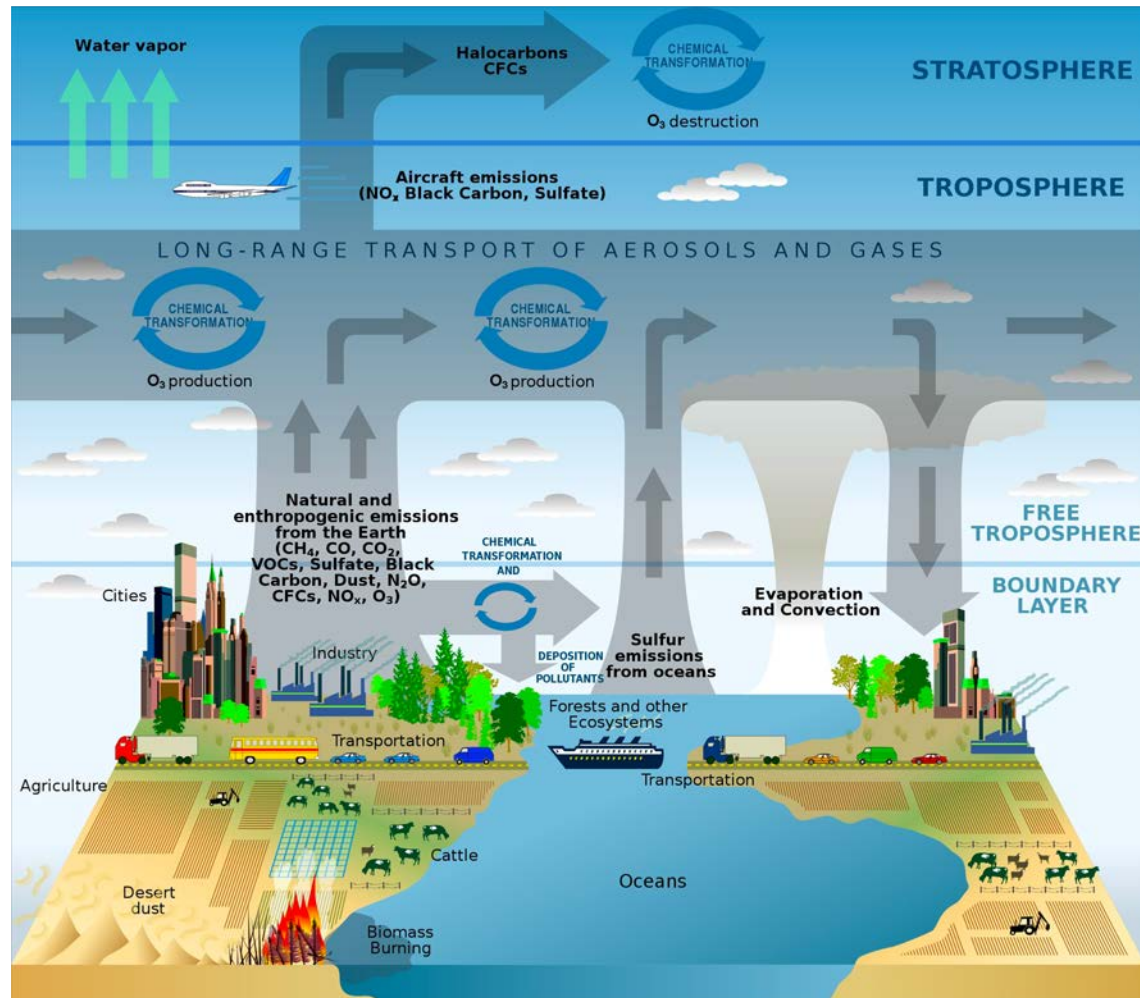 Water vapor
Halocarbons
CFCs
CHEMICAL
TRANSFORMATION
O₃ destruction
STRATOSPHERE
Aircraft emissions
(NOₓ Black Carbon, Sulfate)
TROPOSPHERE
LONG-RANGE TRANSPORT OF AEROSOLS AND GASES
CHEMICAL
TRANSFORMATION
O₃ production
CHEMICAL
TRANSFORMATION
O₃ production
Natural and
enthropogenic emissions
from the Earth
(CH₄, CO, CO₂,
VOCs, Sulfate, Black
Carbon, Dust, N₂O,
CFCs, NOₓ, O₃)
CHEMICAL
TRANSFORMATION
AND
FREE
TROPOSPHERE
BOUNDARY
LAYER
Cities
Evaporation
and Convection
Industry
DEPOSITION
OF
POLLUTANTS
Sulfur
emissions
from oceans
Forests and other
Ecosystems
Transportation
Transportation
Agriculture
Cattle
Oceans
Desert
dust
Biomass
Burning